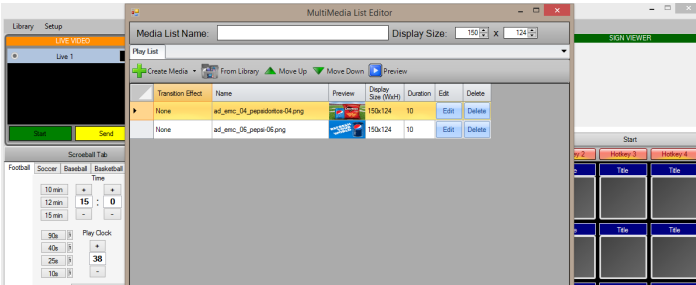 MultiMedia List Editor
Library Setup
Media List Name: Display Size: 150 X 124
LIVE VIDEO
SIGN VIEWER
Play List
Live 1
Create Media From Library Move Up Move Down Preview
Transition Effect Name Preview Display Size (WxH) Duration Edit Delete
None ad_emc_04_pepsidoritos-04.png 150x124 10 Edit Delete
None ad_emc_06_pepsi-06.png 150x124 10 Edit Delete
Start Send
Start
Scroeball Tab
Hotkey 3 Hotkey 4
Football Soccer Baseball Basketball
Title Title
Time
10 min + +
12 min 15 : 0
15 min - -
Title Title
90s Play Clock
40s +
25s 38
10s -